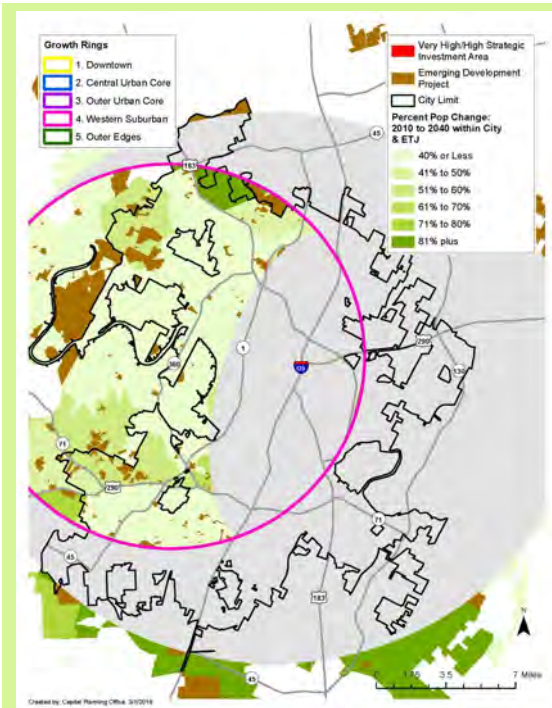 Growth Rings
1. Downtown
2. Central Urban Core
3. Outer Urban Core
4. Western Suburban
5. Outer Edges
Very High/High Strategic
Investment Area
Emerging Development
Project
City Limit
Percent Pop Change:
2010 to 2040 within City
& ETJ
40% or Less
41% to 50%
51% to 60%
61% to 70%
71% to 80%
81% plus
45
183
1
360
290
130
71
290
71
45
183
45
N
0 1.75 3.5 7 Miles
Created by: Capital Planning Office